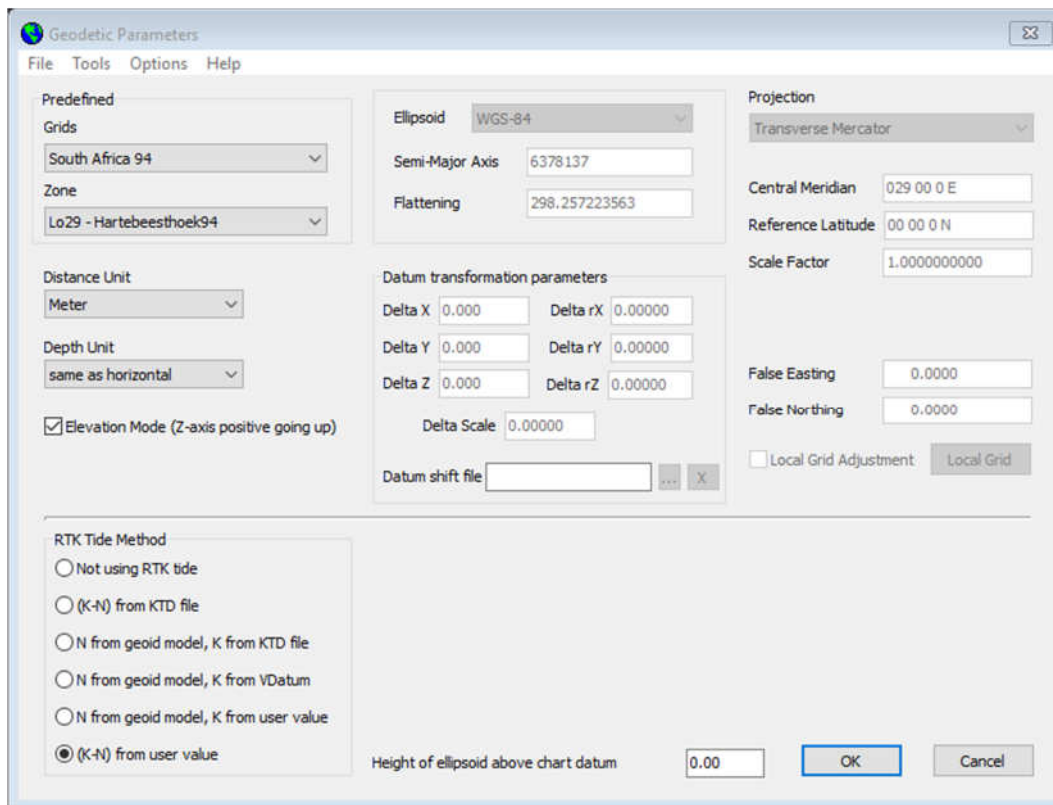 Geodetic Parameters
File Tools Options Help
Predefined
Grids
South Africa 94
Zone
Lo29 - Hartebeesthoek94
Distance Unit
Meter
Depth Unit
same as horizontal
Elevation Mode (Z-axis positive going up)
Ellipsoid WGS-84
Semi-Major Axis 6378137
Flattening 298.257223563
Datum transformation parameters
Delta X 0.000 Delta rX 0.00000
Delta Y 0.000 Delta rY 0.00000
Delta Z 0.000 Delta rZ 0.00000
Delta Scale 0.00000
Datum shift file ... X
Projection
Transverse Mercator
Central Meridian 029 00 0 E
Reference Latitude 00 00 0 N
Scale Factor 1.0000000000
False Easting 0.0000
False Northing 0.0000
Local Grid Adjustment Local Grid
RTK Tide Method
Not using RTK tide
(K-N) from KTD file
N from geoid model, K from KTD file
N from geoid model, K from VDatum
N from geoid model, K from user value
(K-N) from user value
Height of ellipsoid above chart datum 0.00 OK Cancel